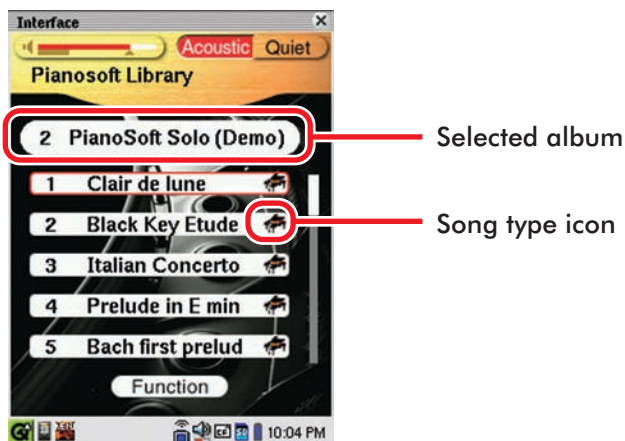 Interface
Acoustic Quiet
Pianosoft Library
2 PianoSoft Solo (Demo)
Selected album
1 Clair de lune
2 Black Key Etude
Song type icon
3 Italian Concerto
4 Prelude in E min
5 Bach first prelud
Function
10:04 PM